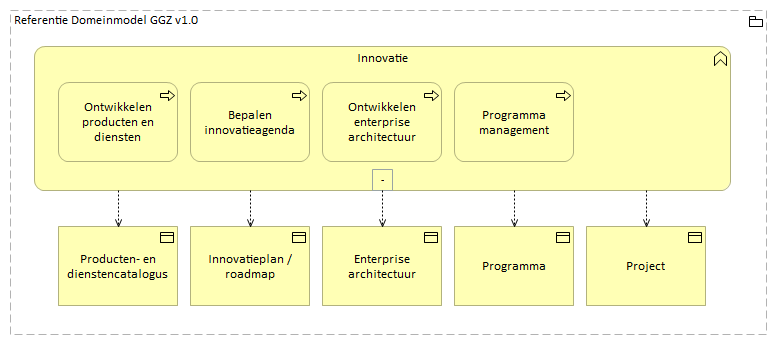 Referentie Domeinmodel GGZ v1.0
Innovatie
Ontwikkelen
producten en
diensten
Bepalen
innovatieagenda
Ontwikkelen
enterprise
architectuur
Programma
management
-
Producten- en
dienstencatalogus
Innovatieplan /
roadmap
Enterprise
architectuur
Programma
Project